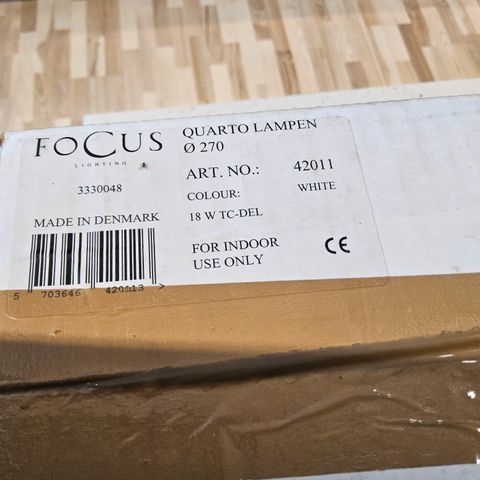 FOCUS
LIGHTING
3330048
MADE IN DENMARK
5 703646 420013 >
QUARTO LAMPEN
Ø 270
ART. NO.: 42011
COLOUR: WHITE
18 W TC-DEL
FOR INDOOR
USE ONLY
CE